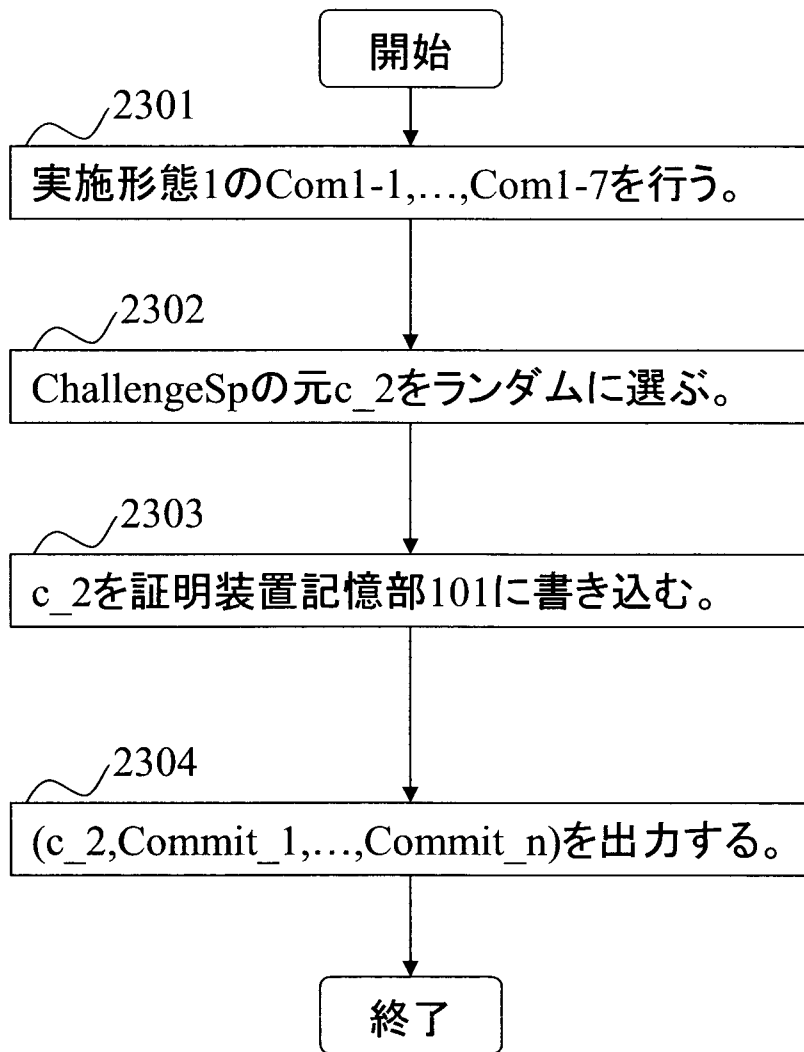 開始
2301
実施形態1のCom1-1,...,Com1-7を行う。
2302
ChallengeSpの元c_2をランダムに選ぶ。
2303
c_2を証明装置記憶部101に書き込む。
2304
(c_2,Commit_1,...,Commit_n)を出力する。
終了